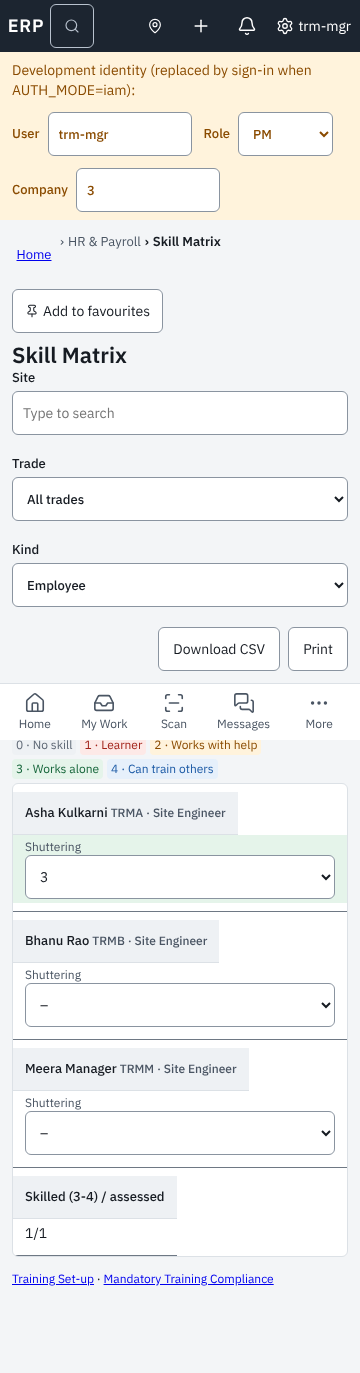 ERP trm-mgr
Development identity (replaced by sign-in when
AUTH_MODE=iam):
User trm-mgr Role PM
Company 3
Home › HR & Payroll › Skill Matrix
Add to favourites
Skill Matrix
Site
Type to search
Trade
All trades
Kind
Employee
Download CSV Print
Home My Work Scan Messages More
0 · No skill 1 · Learner 2 · Works with help
3 · Works alone 4 · Can train others
Asha Kulkarni TRMA · Site Engineer
Shuttering
3
Bhanu Rao TRMB · Site Engineer
Shuttering
–
Meera Manager TRMM · Site Engineer
Shuttering
–
Skilled (3-4) / assessed
1/1
Training Set-up · Mandatory Training Compliance